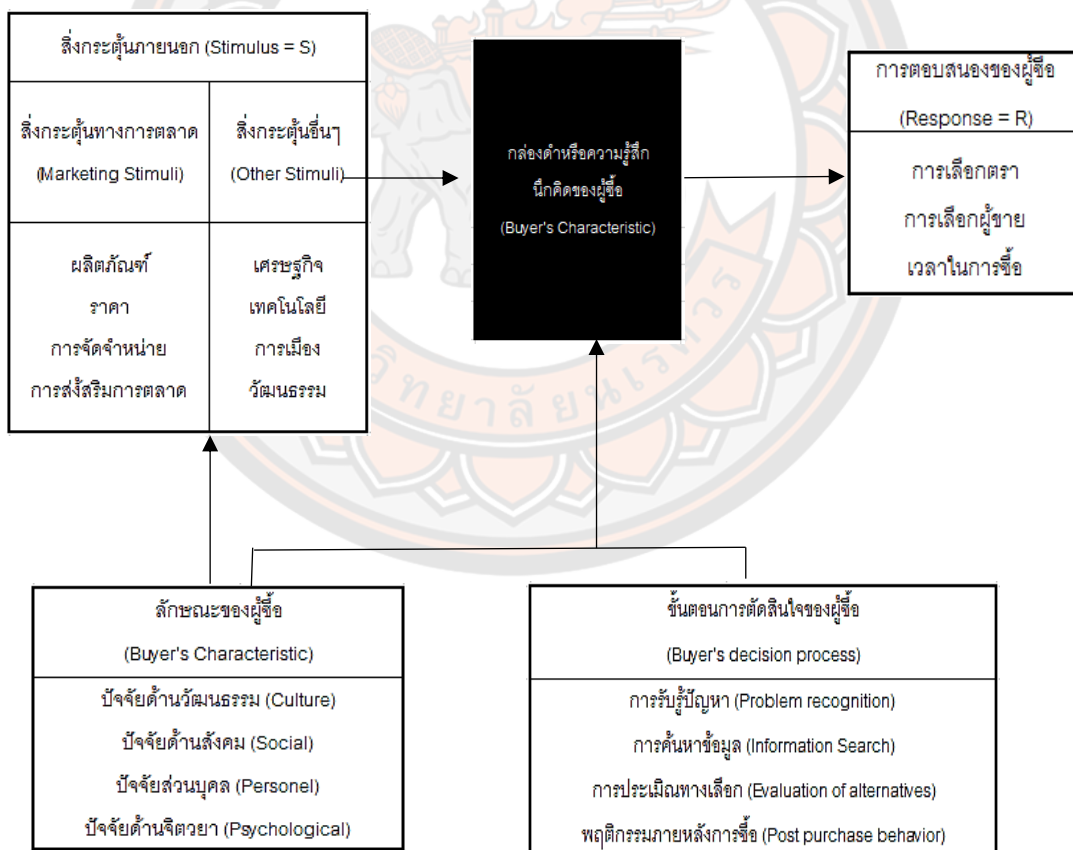 สิ่งกระตุ้นภายนอก (Stimulus = S)
สิ่งกระตุ้นทางการตลาด
(Marketing Stimuli)
สิ่งกระตุ้นอื่นๆ
(Other Stimuli)
ผลิตภัณฑ์
ราคา
การจัดจำหน่าย
การส่งสริมการตลาด
เศรษฐกิจ
เทคโนโลยี
การเมือง
วัฒนธรรม
กล่องดำหรือความรู้สึก
นึกคิดของผู้ซื้อ
(Buyer's Characteristic)
การตอบสนองของผู้ซื้อ
(Response = R)
การเลือกตรา
การเลือกผู้ขาย
เวลาในการซื้อ
ลักษณะของผู้ซื้อ
(Buyer's Characteristic)
ปัจจัยด้านวัฒนธรรม (Culture)
ปัจจัยด้านสังคม (Social)
ปัจจัยส่วนบุคล (Personel)
ปัจจัยด้านจิตวยา (Psychological)
ขั้นตอนการตัดสินใจของผู้ซื้อ
(Buyer's decision process)
การรับรู้ปัญหา (Problem recognition)
การค้นหาข้อมูล (Information Search)
การประเมิณทางเลือก (Evaluation of alternatives)
พฤติกรรมภายหลังการซื้อ (Post purchase behavior)